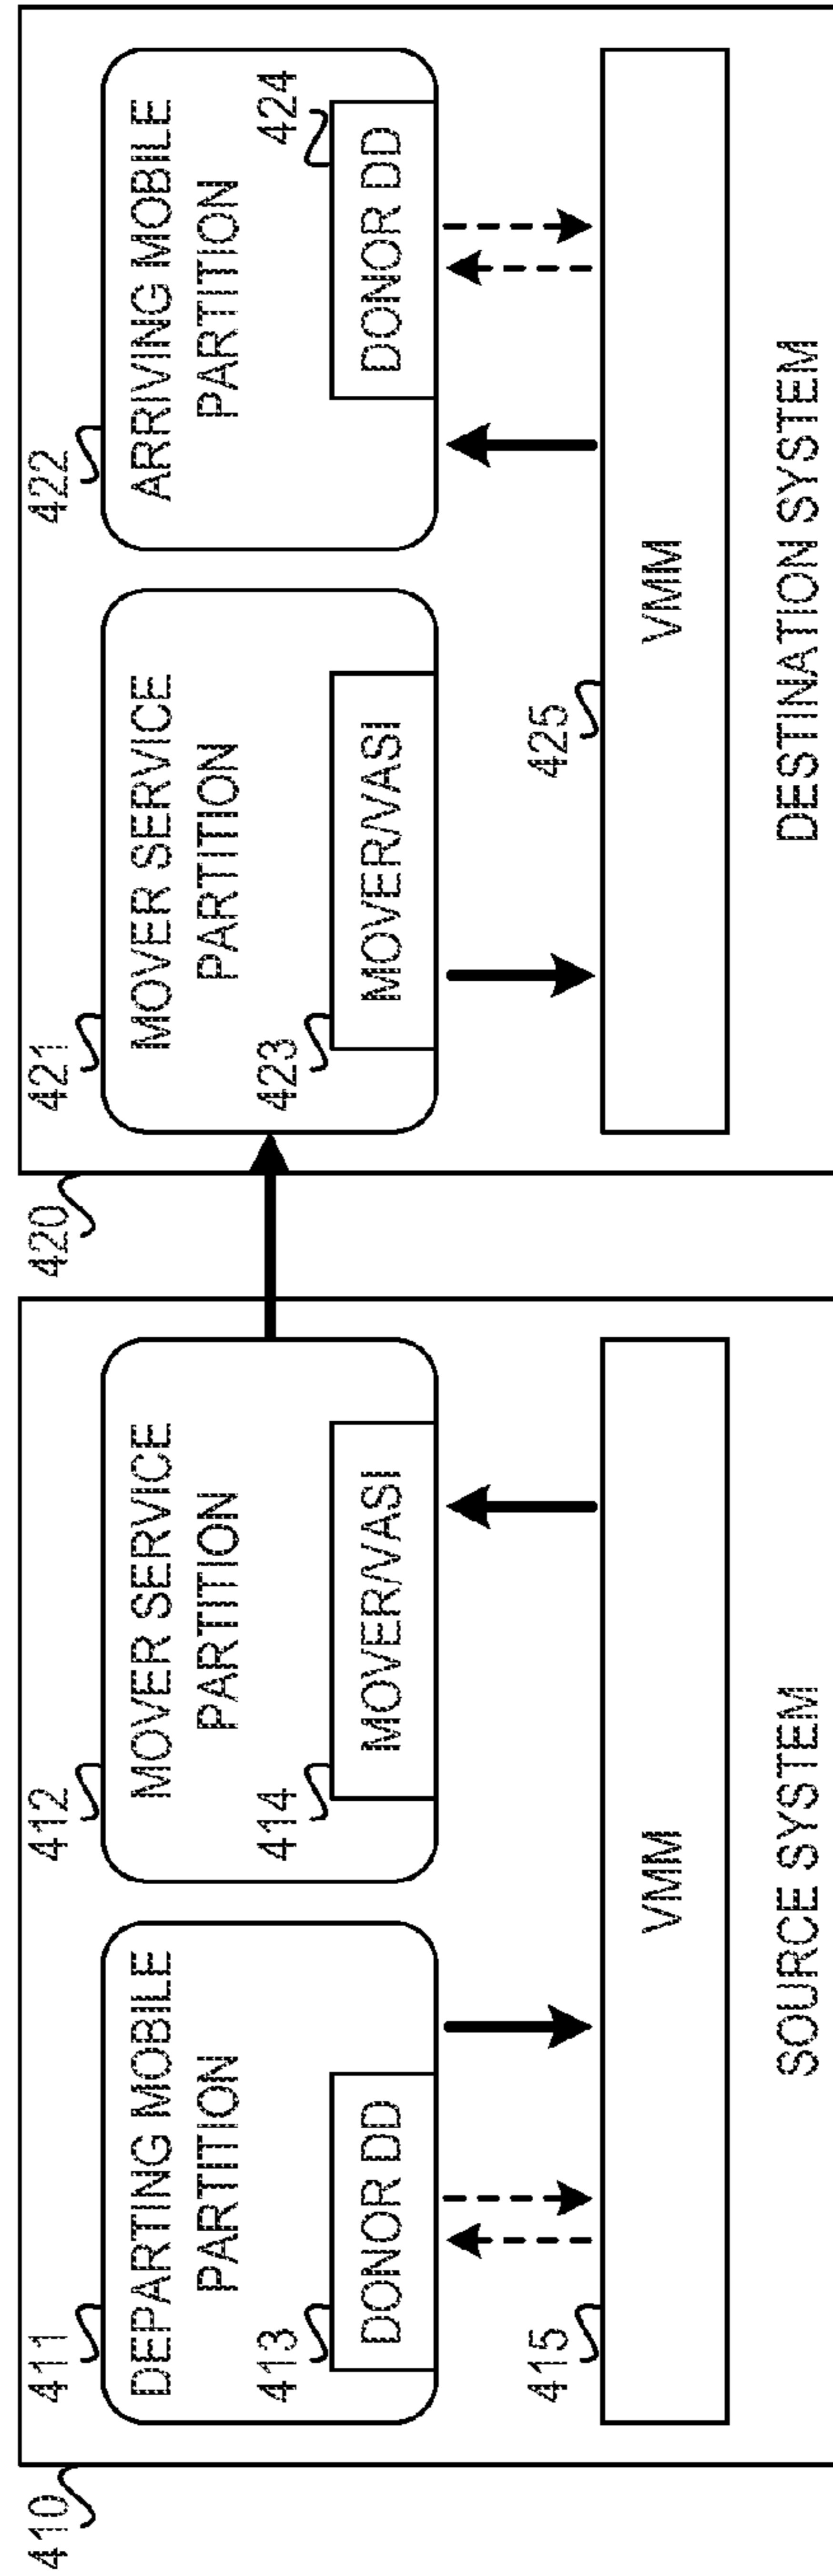 410
411
DEPARTING MOBILE
PARTITION
413
DONOR DD
412
MOVER SERVICE
PARTITION
414
MOVER/VASI
415
VMM
SOURCE SYSTEM
420
421
MOVER SERVICE
PARTITION
423
MOVER/VASI
422
ARRIVING MOBILE
PARTITION
424
DONOR DD
425
VMM
DESTINATION SYSTEM